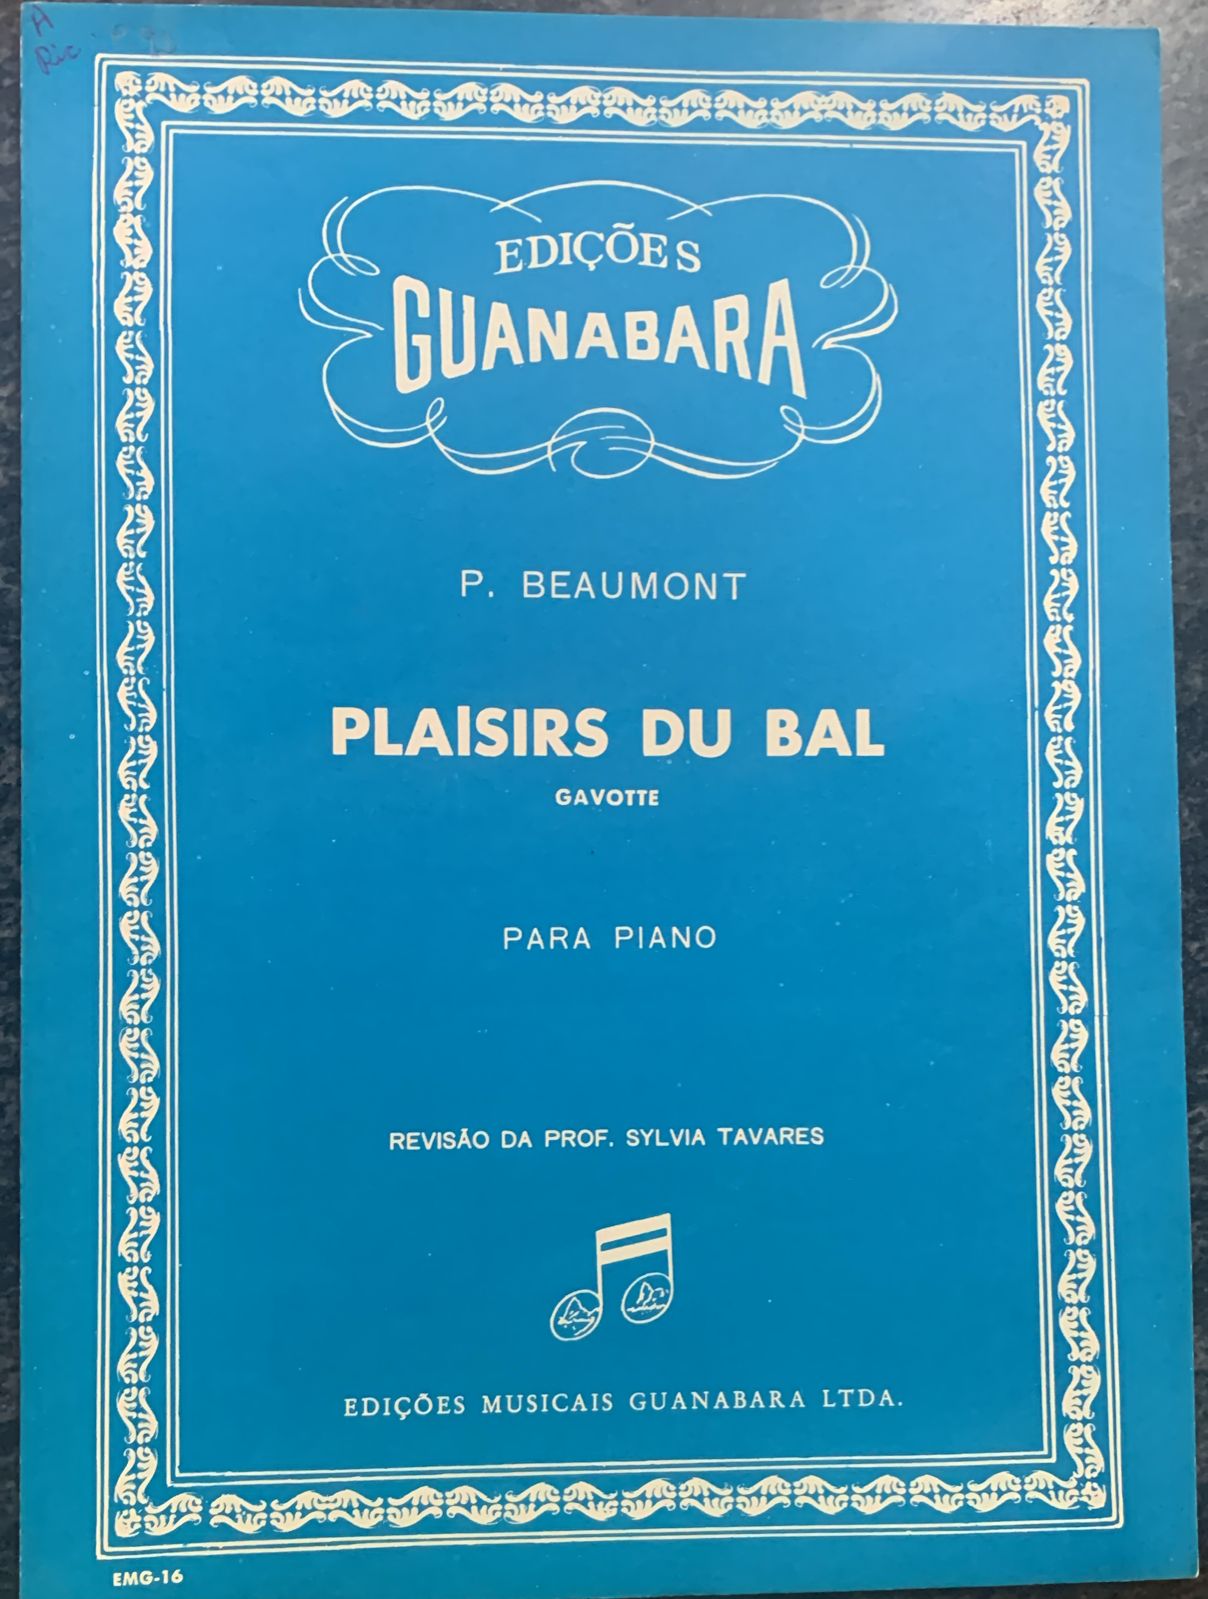 A
Ric
EDIÇÕES
GUANABARA
P. BEAUMONT
PLAISIRS DU BAL
GAVOTTE
PARA PIANO
REVISÃO DA PROF. SYLVIA TAVARES
EDIÇÕES MUSICAIS GUANABARA LTDA.
EMG-16